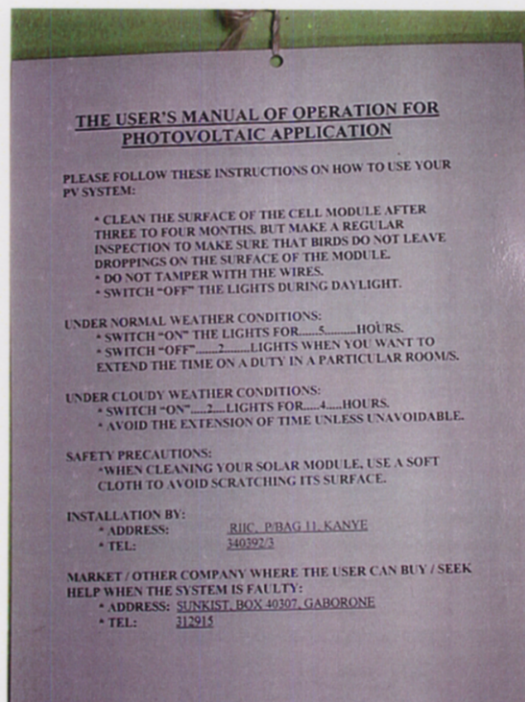 THE USER'S MANUAL OF OPERATION FOR
PHOTOVOLTAIC APPLICATION
PLEASE FOLLOW THESE INSTRUCTIONS ON HOW TO USE YOUR
PV SYSTEM:
* CLEAN THE SURFACE OF THE CELL MODULE AFTER
THREE TO FOUR MONTHS, BUT MAKE A REGULAR
INSPECTION TO MAKE SURE THAT BIRDS DO NOT LEAVE
DROPPINGS ON THE SURFACE OF THE MODULE.
* DO NOT TAMPER WITH THE WIRES.
* SWITCH "OFF" THE LIGHTS DURING DAYLIGHT.
UNDER NORMAL WEATHER CONDITIONS:
* SWITCH "ON" THE LIGHTS FOR.....5..........HOURS.
* SWITCH "OFF"........2........LIGHTS WHEN YOU WANT TO
EXTEND THE TIME ON A DUTY IN A PARTICULAR ROOM/S.
UNDER CLOUDY WEATHER CONDITIONS:
* SWITCH "ON".....2.....LIGHTS FOR......4......HOURS.
* AVOID THE EXTENSION OF TIME UNLESS UNAVOIDABLE.
SAFETY PRECAUTIONS:
*WHEN CLEANING YOUR SOLAR MODULE, USE A SOFT
CLOTH TO AVOID SCRATCHING ITS SURFACE.
INSTALLATION BY:
* ADDRESS: RIIC, P/BAG 11, KANYE
* TEL: 340392/3
MARKET / OTHER COMPANY WHERE THE USER CAN BUY / SEEK
HELP WHEN THE SYSTEM IS FAULTY:
* ADDRESS: SUNKIST, BOX 40307, GABORONE
* TEL: 312915